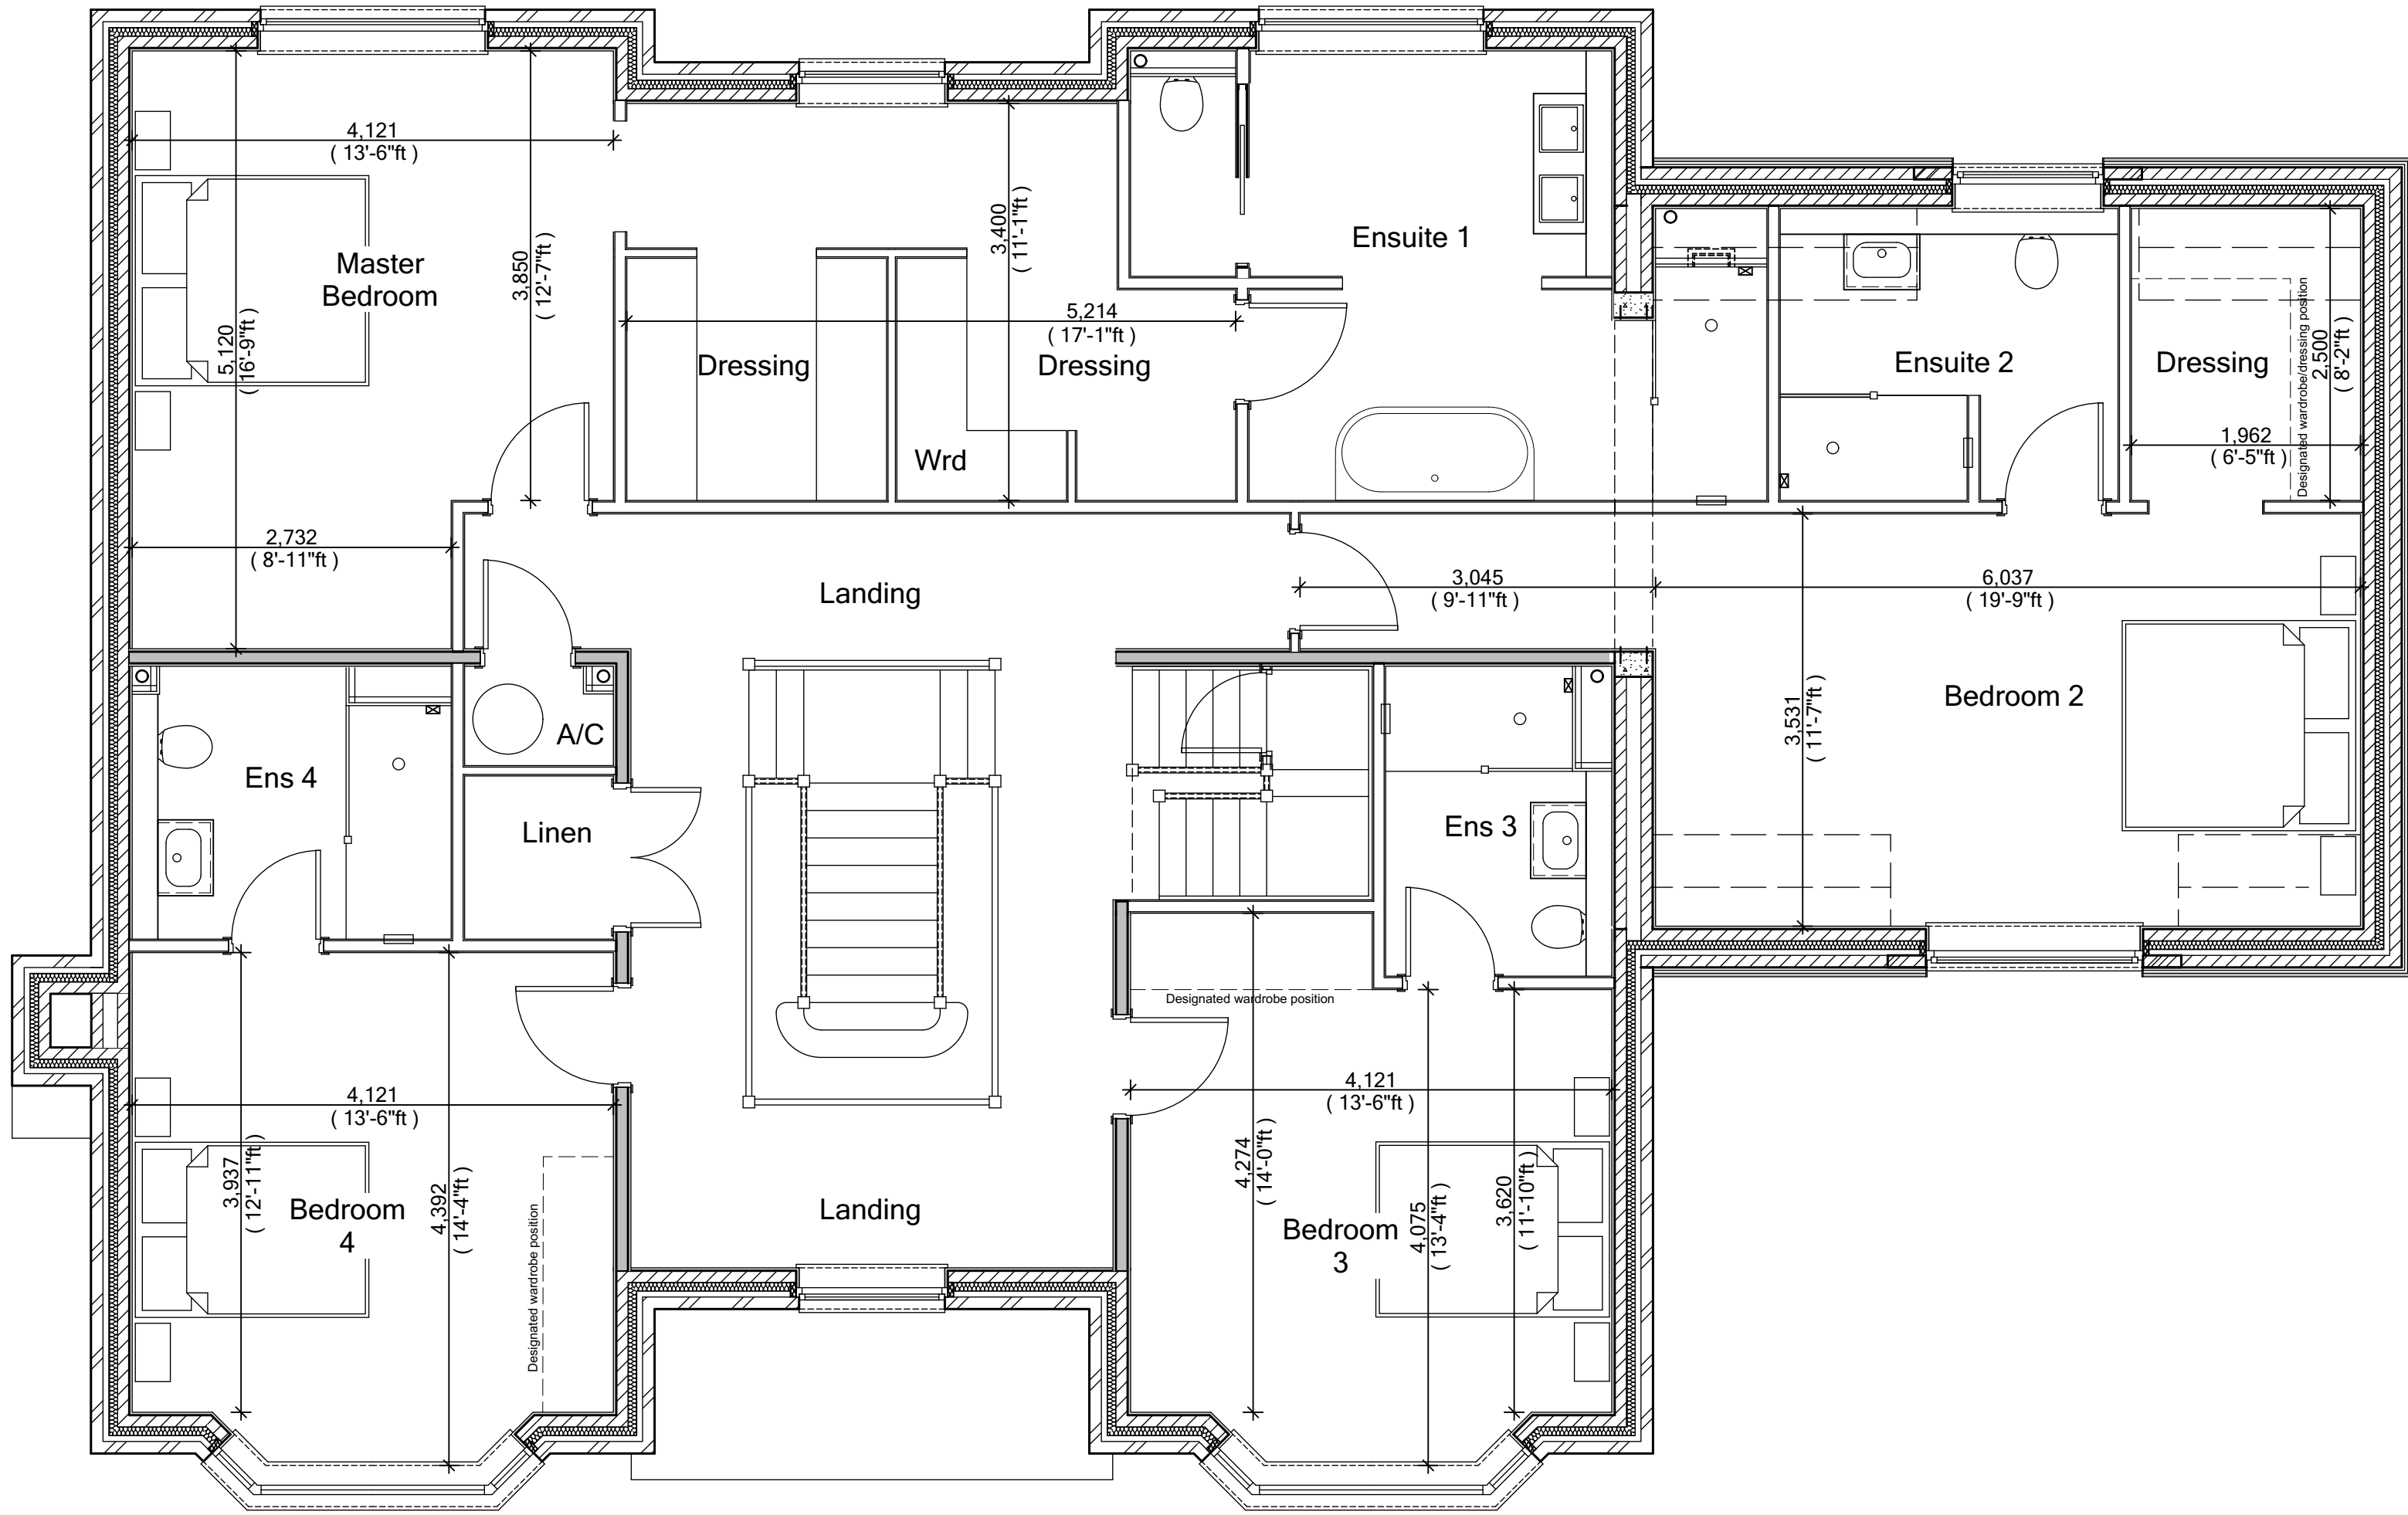 4,121
( 13'-6"ft )
Master
Bedroom
5,120
( 16'-9"ft )
3,850
( 12'-7"ft )
2,732
( 8'-11"ft )
3,400
( 11'-1"ft )
5,214
( 17'-1"ft )
Dressing
Dressing
Wrd
Ensuite 1
Ensuite 2
Dressing
Designated wardrobe/dressing position
2,500
( 8'-2"ft )
1,962
( 6'-5"ft )
Landing
3,045
( 9'-11"ft )
6,037
( 19'-9"ft )
Bedroom 2
3,531
( 11'-7"ft )
A/C
Ens 4
Linen
Ens 3
Designated wardrobe position
4,121
( 13'-6"ft )
3,937
( 12'-11"ft )
4,392
( 14'-4"ft )
Bedroom
4
Designated wardrobe position
Landing
4,121
( 13'-6"ft )
4,274
( 14'-0"ft )
Bedroom
3
4,075
( 13'-4"ft )
3,620
( 11'-10"ft )